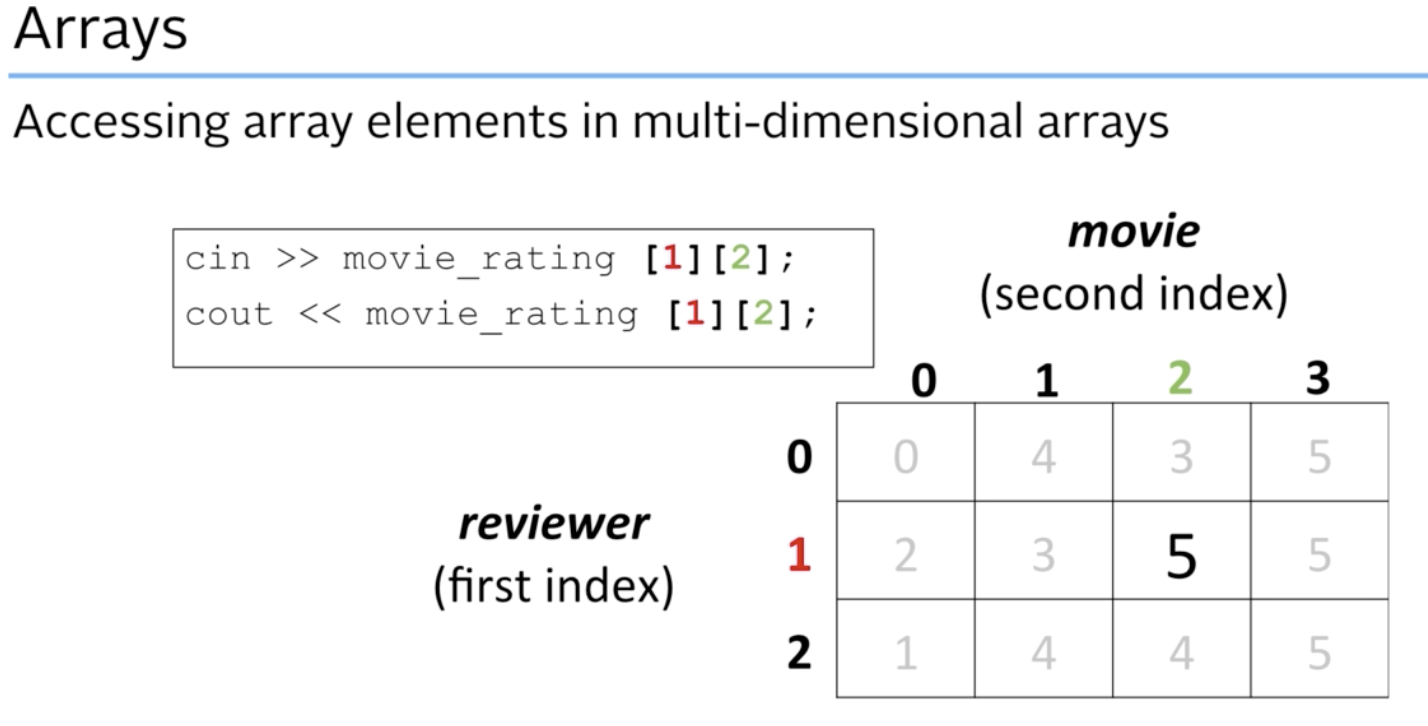 Arrays
Accessing array elements in multi-dimensional arrays
cin >> movie_rating [1][2];
cout << movie_rating [1][2];
movie
(second index)
0 1 2 3
0 0 4 3 5
reviewer
(first index)
1 2 3 5 5
2 1 4 4 5